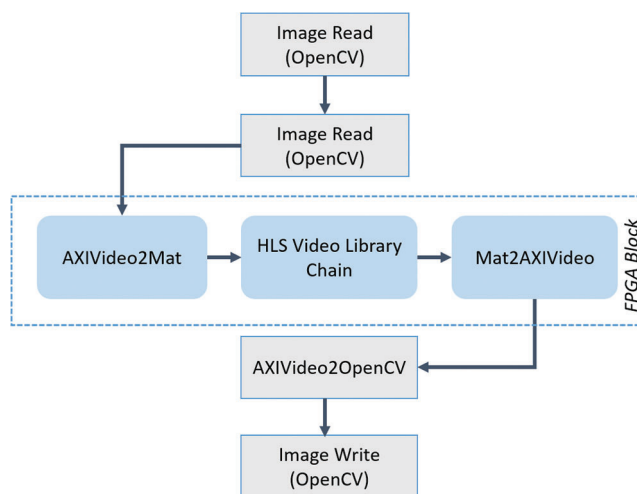 Image Read
(OpenCV)
Image Read
(OpenCV)
AXIVideo2Mat
HLS Video Library
Chain
Mat2AXIVideo
FPGA Block
AXIVideo2OpenCV
Image Write
(OpenCV)